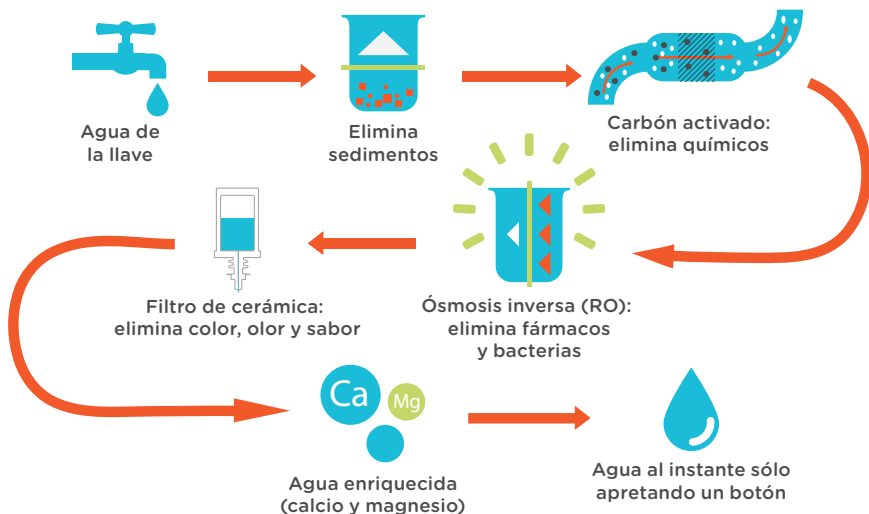 Agua de
la llave
Elimina
sedimentos
Carbón activado:
elimina químicos
Filtro de cerámica:
elimina color, olor y sabor
Ósmosis inversa (RO):
elimina fármacos
y bacterias
Ca
Mg
Agua enriquecida
(calcio y magnesio)
Agua al instante sólo
apretando un botón